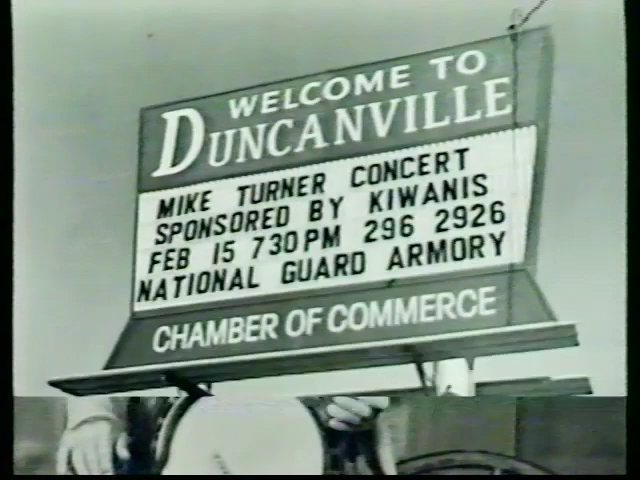 WELCOME TO
DUNCANVILLE
MIKE TURNER CONCERT
SPONSORED BY KIWANIS
FEB 15 730PM 296 2926
NATIONAL GUARD ARMORY
CHAMBER OF COMMERCE